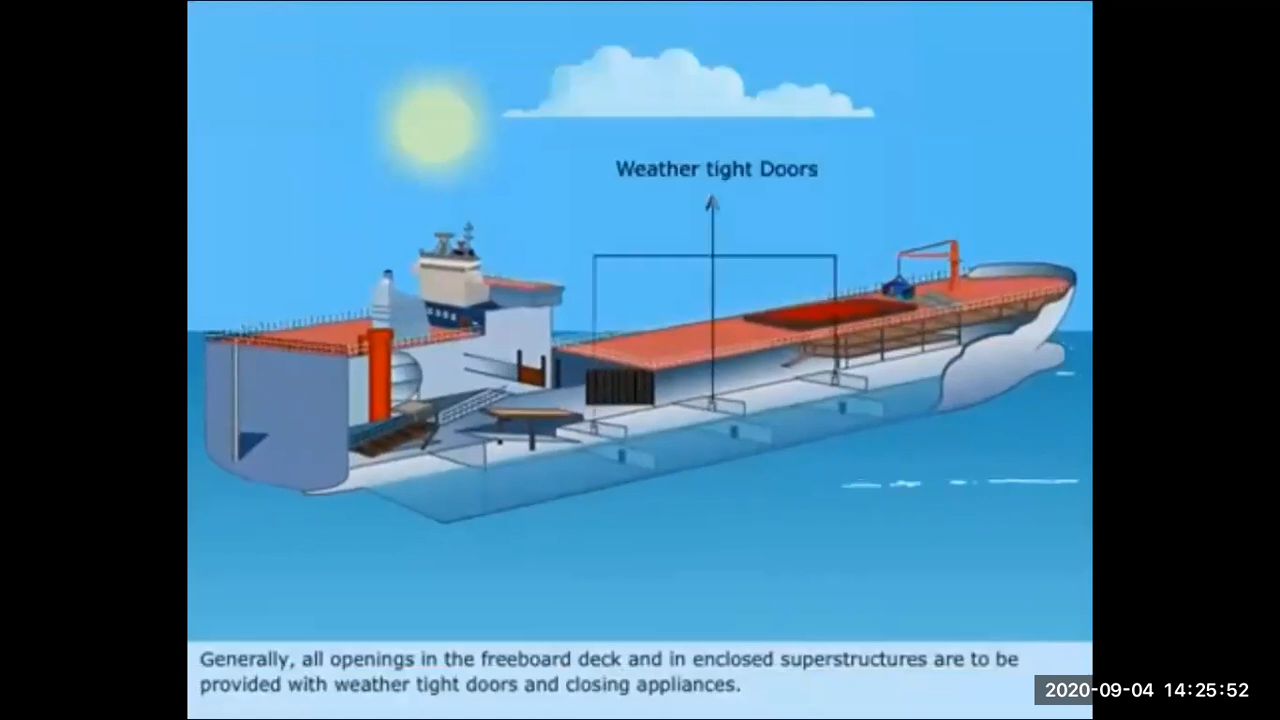 Weather tight Doors
Generally, all openings in the freeboard deck and in enclosed superstructures are to be
provided with weather tight doors and closing appliances.
2020-09-04 14:25:52